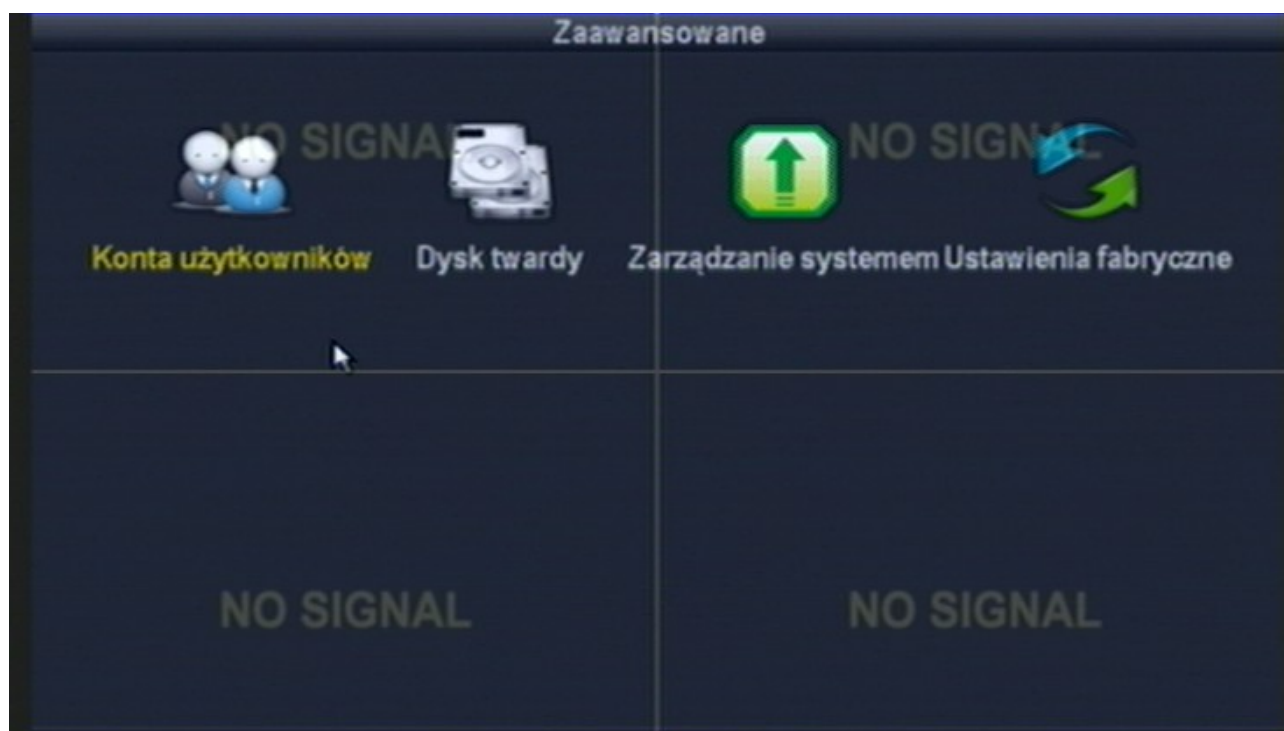 Zaawansowane
NO SIGNAL
NO SIGNAL
Konta użytkowników
Dysk twardy
Zarządzanie systemem
Ustawienia fabryczne
NO SIGNAL
NO SIGNAL